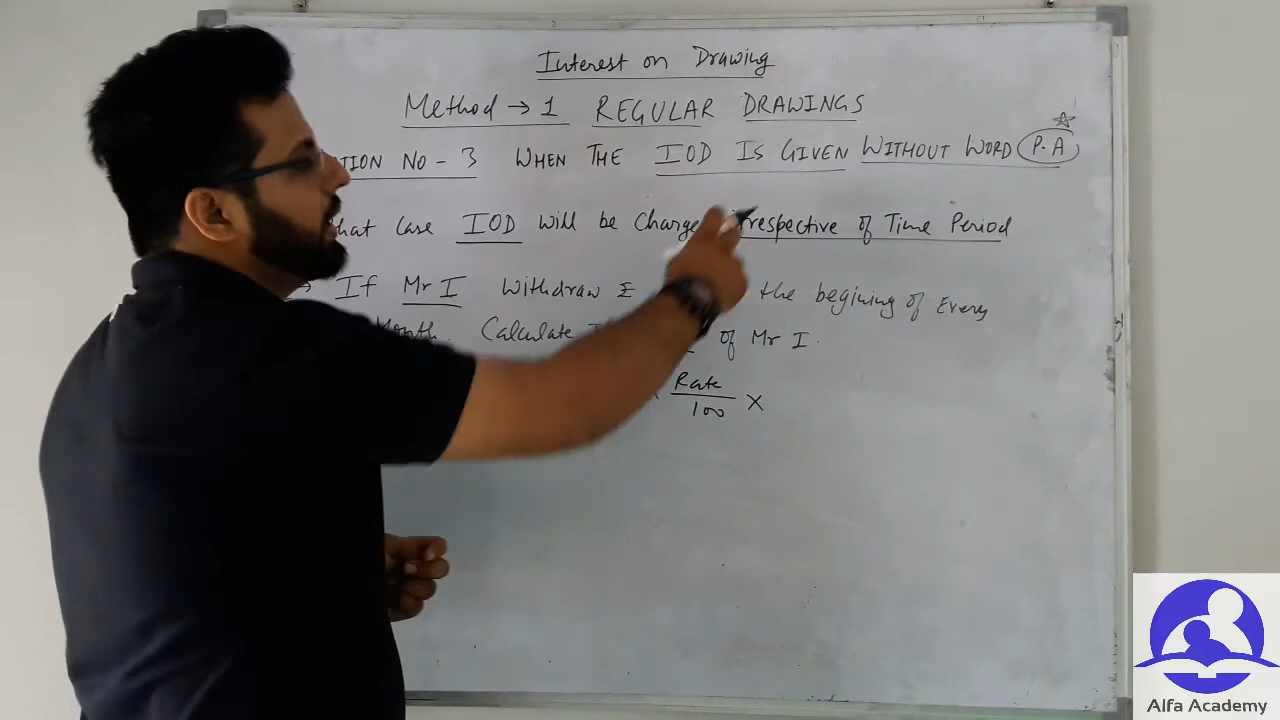 Interest on Drawing
Method → 1 REGULAR DRAWINGS
TION NO - 3 WHEN THE IOD IS GIVEN WITHOUT WORD P.A
hat Case IOD will be Charge rrespective of Time Period
→ If Mr I withdraw the begining of Every
Month. Calculate of Mr I.
Rate
100 ×
Alfa Academy